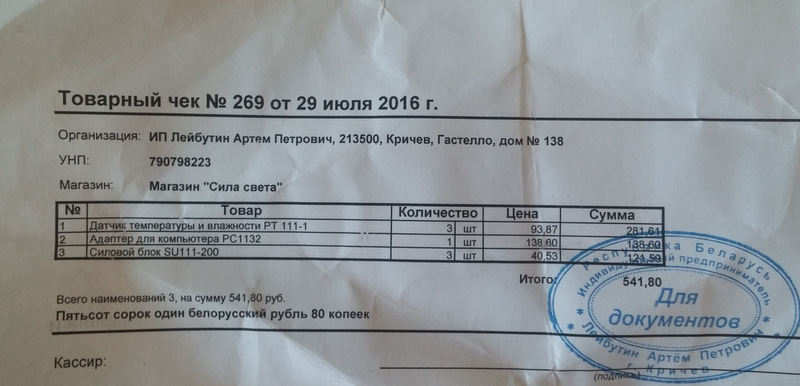 Товарный чек № 269 от 29 июля 2016 г.
Организация: ИП Лейбутин Артем Петрович, 213500, Кричев, Гастелло, дом № 138
УНП: 790798223
Магазин: Магазин "Сила света"
№ Товар Количество Цена Сумма
1 Датчик температуры и влажности РТ 111-1 3 шт 93,87 281,61
2 Адаптер для компьютера РС1132 1 шт 138,60 138,60
3 Силовой блок SU111-200 3 шт 40,53 121,59
Итого: 541,80
Всего наименований 3, на сумму 541,80 руб.
Пятьсот сорок один белорусский рубль 80 копеек
Кассир:
(подпись)
Республика Беларусь
Индивидуальный предприниматель
Для
документов
Лейбутин Артём Петрович
г. Кричев